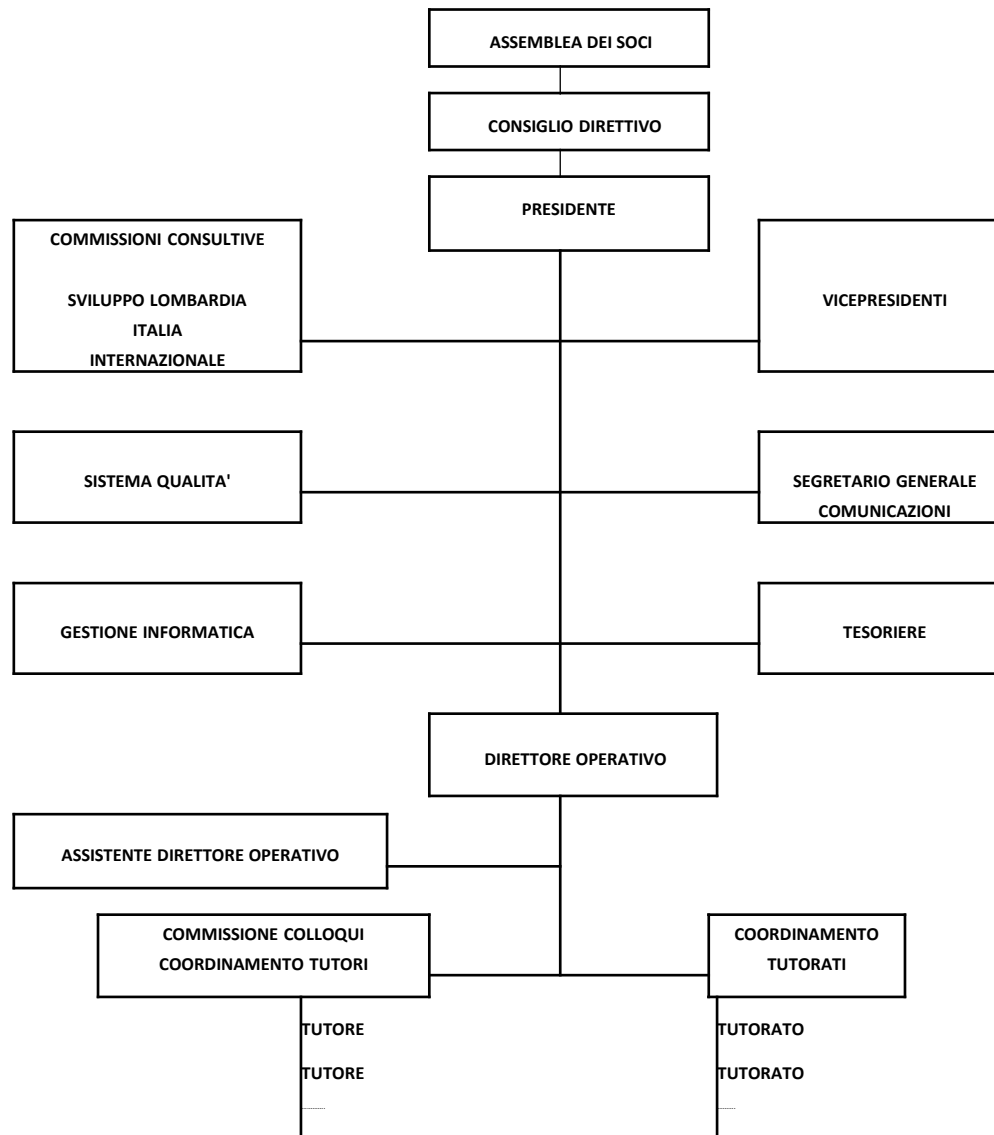 ASSEMBLEA DEI SOCI
CONSIGLIO DIRETTIVO
PRESIDENTE
COMMISSIONI CONSULTIVE
SVILUPPO LOMBARDIA
ITALIA
INTERNAZIONALE
VICEPRESIDENTI
SISTEMA QUALITA'
SEGRETARIO GENERALE
COMUNICAZIONI
GESTIONE INFORMATICA
TESORIERE
DIRETTORE OPERATIVO
ASSISTENTE DIRETTORE OPERATIVO
COMMISSIONE COLLOQUI
COORDINAMENTO TUTORI
COORDINAMENTO
TUTORATI
TUTORE
TUTORATO
TUTORE
TUTORATO